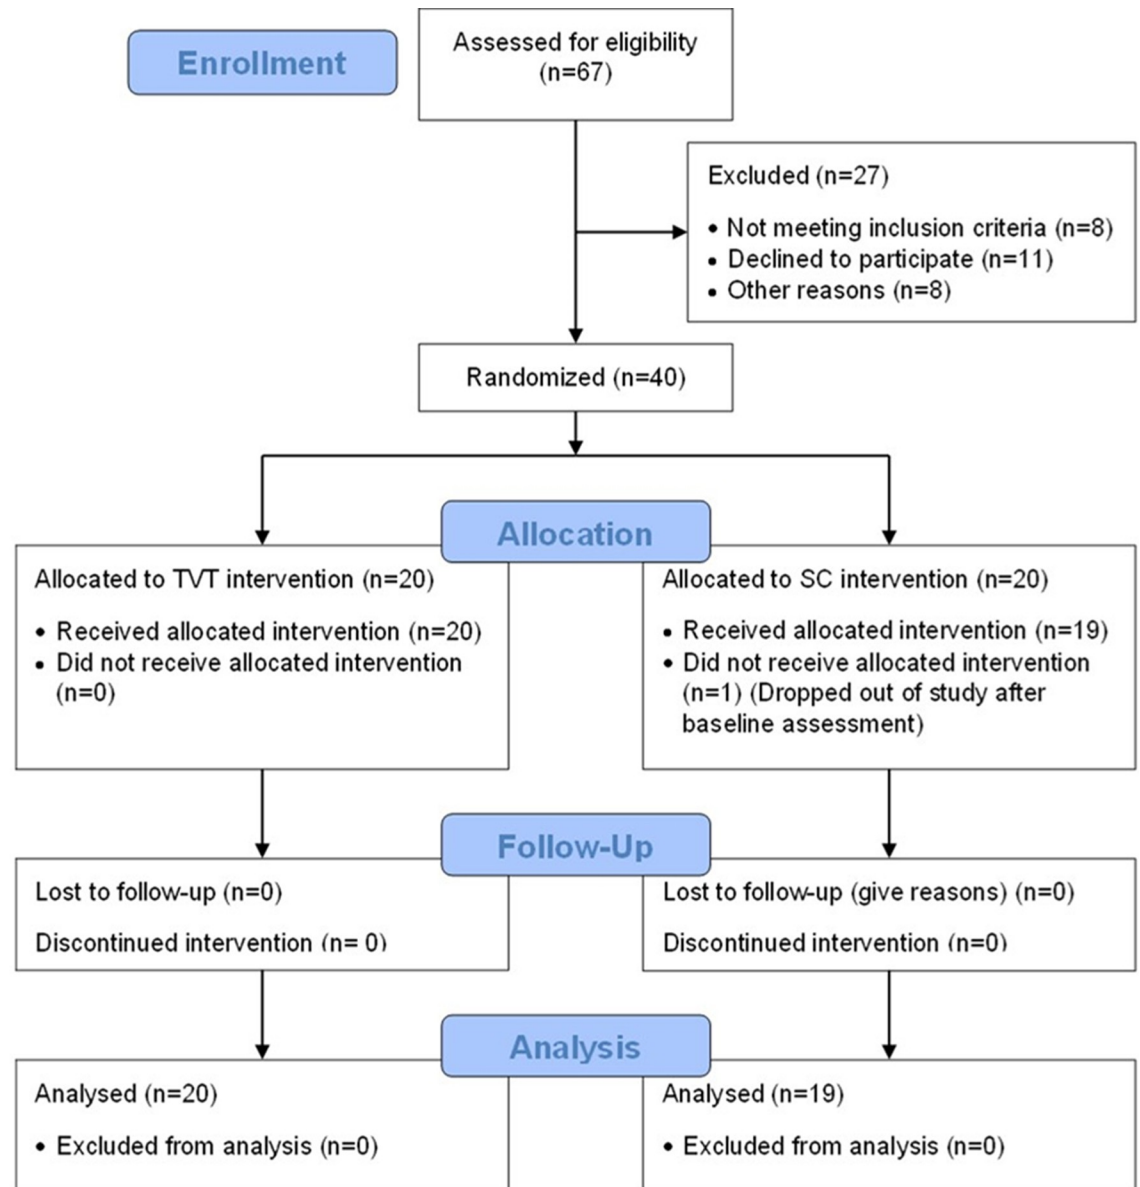 Enrollment
Assessed for eligibility
(n=67)
Excluded (n=27)
• Not meeting inclusion criteria (n=8)
• Declined to participate (n=11)
• Other reasons (n=8)
Randomized (n=40)
Allocation
Allocated to TVT intervention (n=20)
• Received allocated intervention (n=20)
• Did not receive allocated intervention
(n=0)
Allocated to SC intervention (n=20)
• Received allocated intervention (n=19)
• Did not receive allocated intervention
(n=1) (Dropped out of study after
baseline assessment)
Follow-Up
Lost to follow-up (n=0)
Discontinued intervention (n= 0)
Lost to follow-up (give reasons) (n=0)
Discontinued intervention (n=0)
Analysis
Analysed (n=20)
• Excluded from analysis (n=0)
Analysed (n=19)
• Excluded from analysis (n=0)